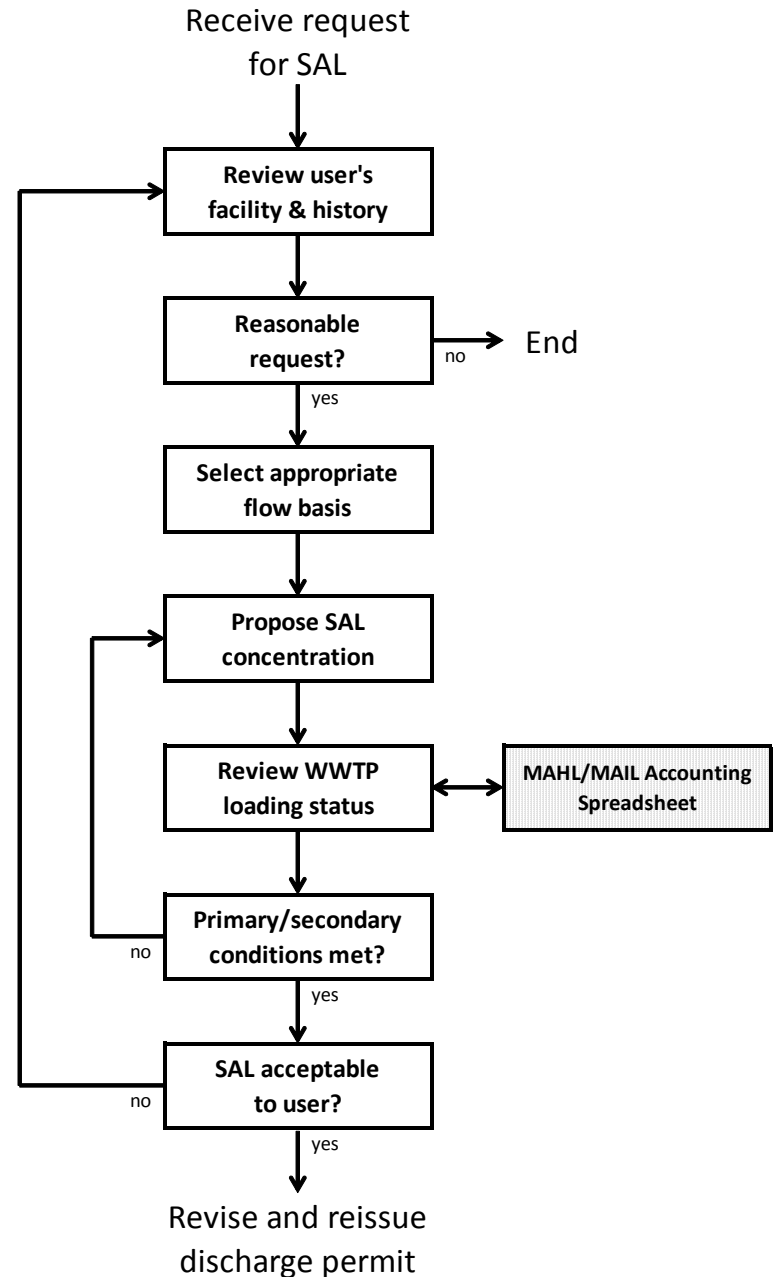 Receive request
for SAL
Review user's
facility & history
Reasonable
request?
no
End
yes
Select appropriate
flow basis
Propose SAL
concentration
Review WWTP
loading status
MAHL/MAIL Accounting
Spreadsheet
Primary/secondary
conditions met?
no
yes
SAL acceptable
to user?
no
yes
Revise and reissue
discharge permit